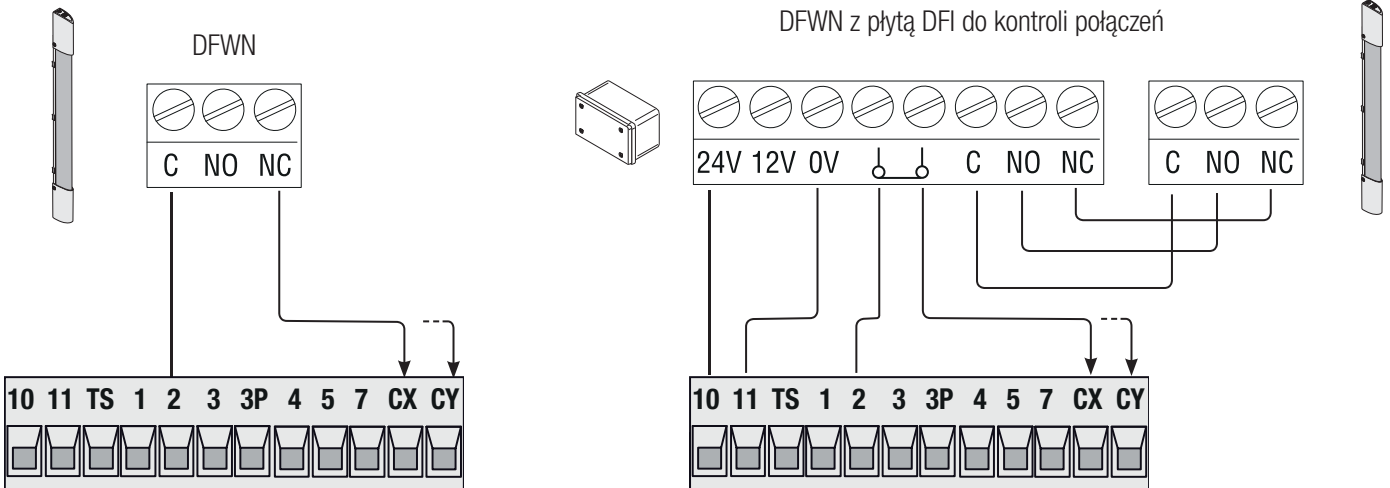 DFWN
C NO NC
10 11 TS 1 2 3 3P 4 5 7 CX CY
DFWN z płytą DFI do kontroli połączeń
24V 12V 0V C NO NC
C NO NC
10 11 TS 1 2 3 3P 4 5 7 CX CY